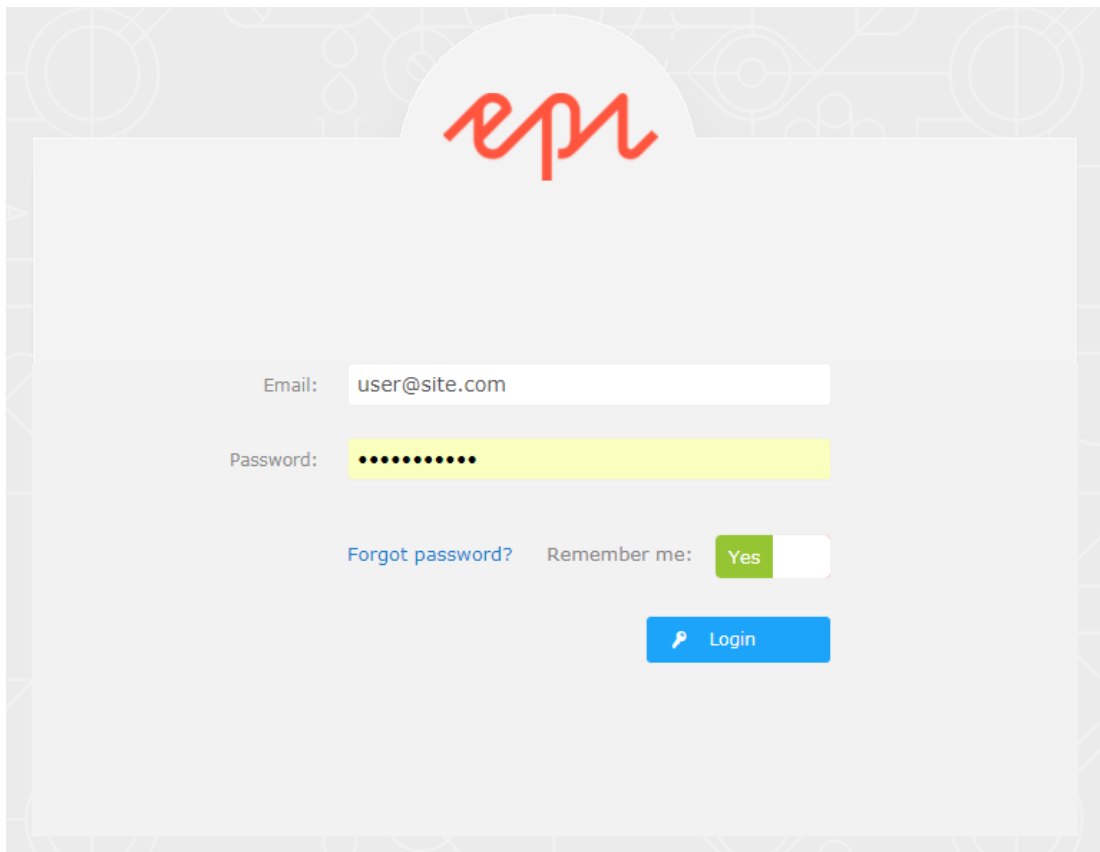 epi
Email: user@site.com
Password: •••••••••••
Forgot password? Remember me: Yes
Login